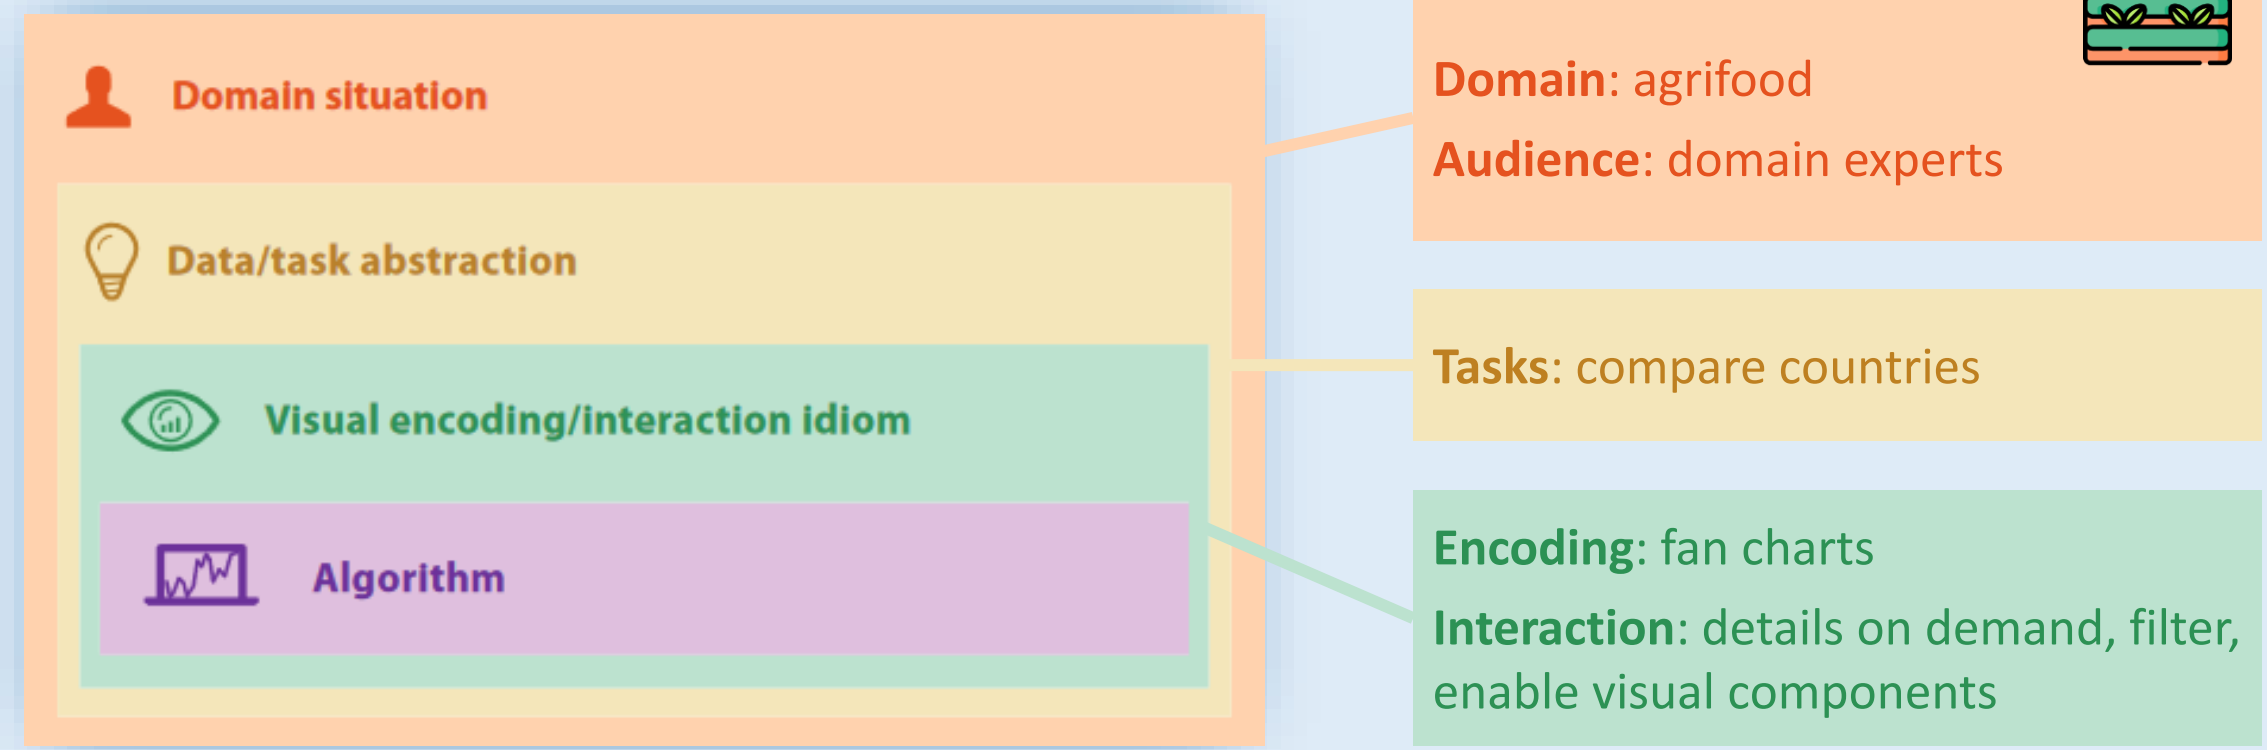 Domain situation
Data/task abstraction
Visual encoding/interaction idiom
Algorithm
Domain: agrifood
Audience: domain experts
Tasks: compare countries
Encoding: fan charts
Interaction: details on demand, filter,
enable visual components